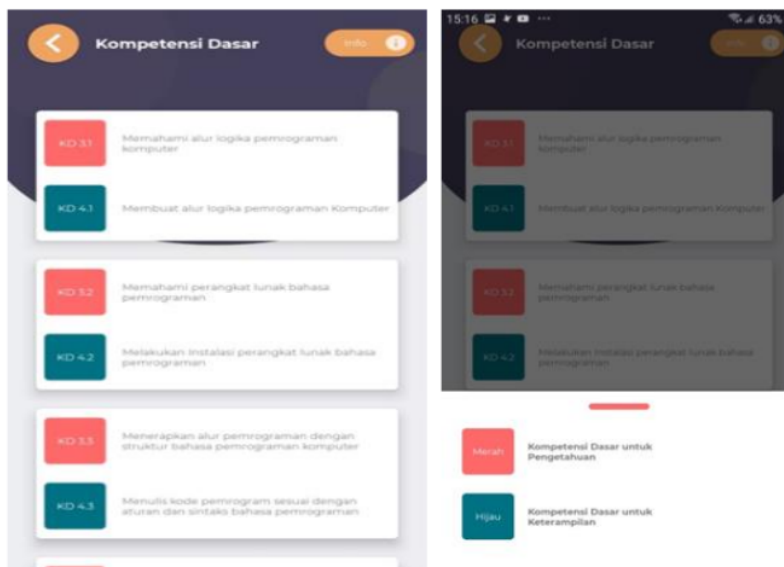 Kompetensi Dasar
Info
KD 3.1
Memahami alur logika pemrograman
komputer
KD 4.1
Membuat alur logika pemrograman Komputer
KD 3.2
Memahami perangkat lunak bahasa
pemrograman
KD 4.2
Melakukan Instalasi perangkat lunak bahasa
pemrograman
KD 3.3
Menerapkan alur pemrograman dengan
struktur bahasa pemrograman komputer
KD 4.3
Menulis kode pemrogram sesuai dengan
aturan dan sintaks bahasa pemrograman
15:16
63%
Kompetensi Dasar
Info
KD 3.1
Memahami alur logika pemrograman
komputer
KD 4.1
Membuat alur logika pemrograman Komputer
KD 3.2
Memahami perangkat lunak bahasa
pemrograman
KD 4.2
Melakukan Instalasi perangkat lunak bahasa
pemrograman
Merah
Kompetensi Dasar untuk
Pengetahuan
Hijau
Kompetensi Dasar untuk
Keterampilan